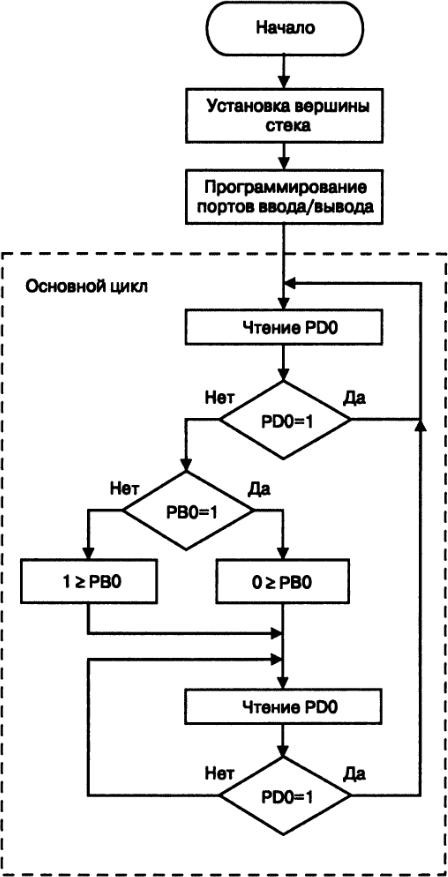 Начало
Установка вершины
стека
Программирование
портов ввода/вывода
Основной цикл
Чтение PD0
Нет
Да
PD0=1
Нет
Да
PB0=1
1 ≥ PB0
0 ≥ PB0
Чтение PD0
Нет
Да
PD0=1